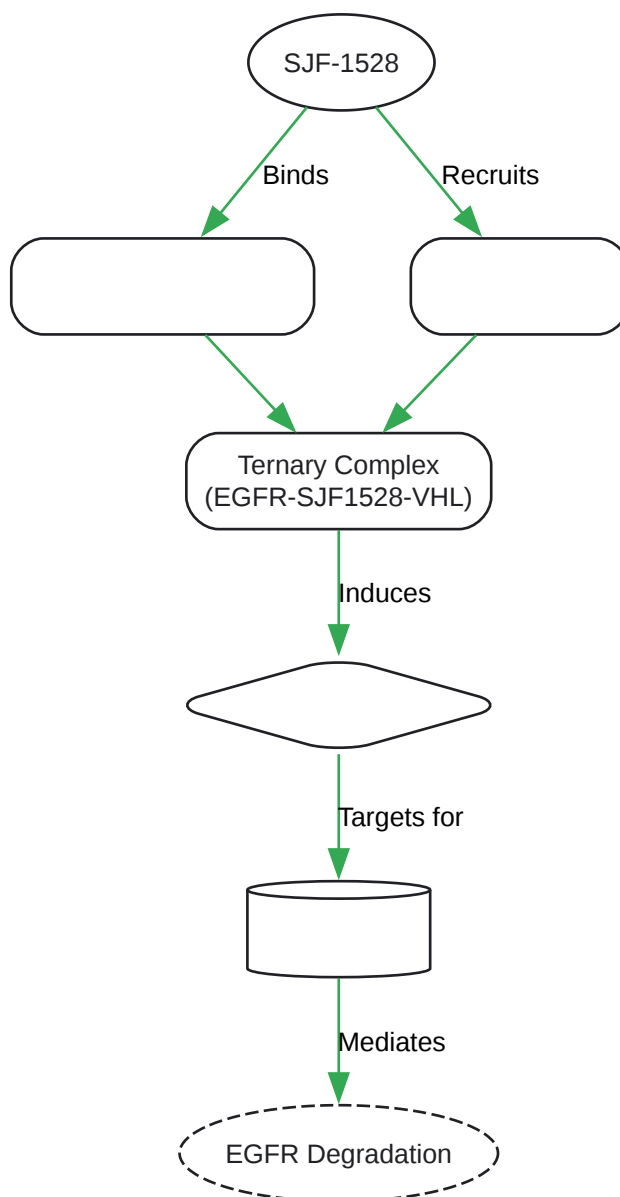 SJF-1528
Binds
Recruits
Ternary Complex
(EGFR-SJF1528-VHL)
Induces
Targets for
Mediates
EGFR Degradation